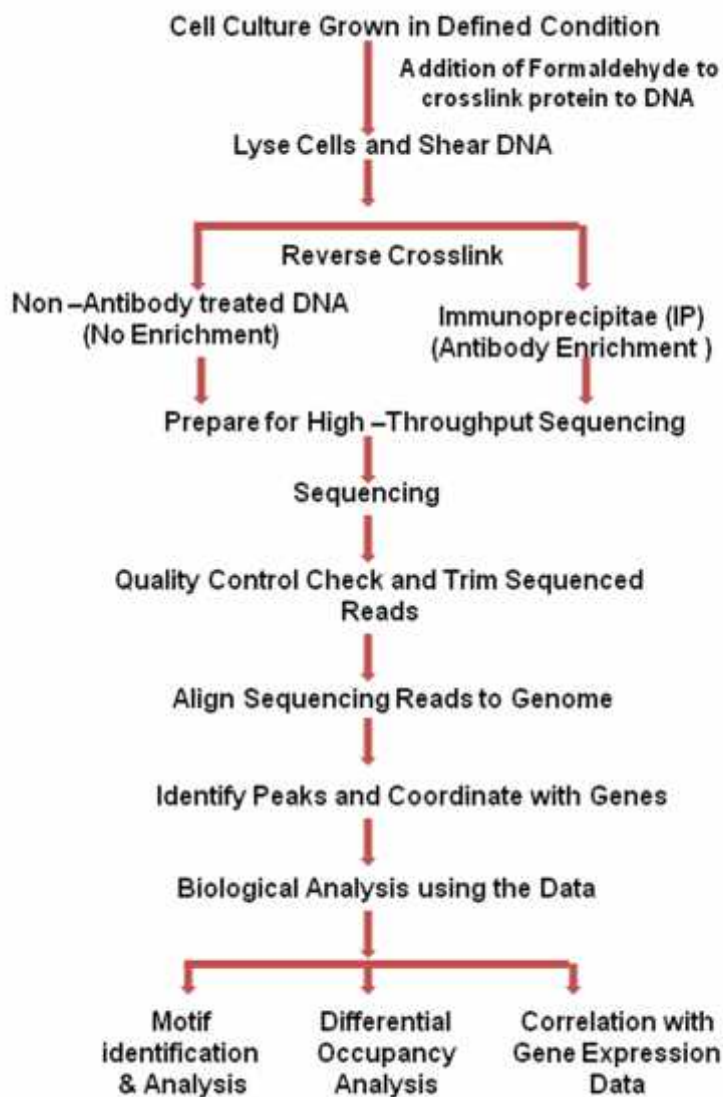 Cell Culture Grown in Defined Condition
Addition of Formaldehyde to
crosslink protein to DNA
Lyse Cells and Shear DNA
Reverse Crosslink
Non –Antibody treated DNA
(No Enrichment)
Immunoprecipitae (IP)
(Antibody Enrichment )
Prepare for High –Throughput Sequencing
Sequencing
Quality Control Check and Trim Sequenced
Reads
Align Sequencing Reads to Genome
Identify Peaks and Coordinate with Genes
Biological Analysis using the Data
Motif
identification
& Analysis
Differential
Occupancy
Analysis
Correlation with
Gene Expression
Data